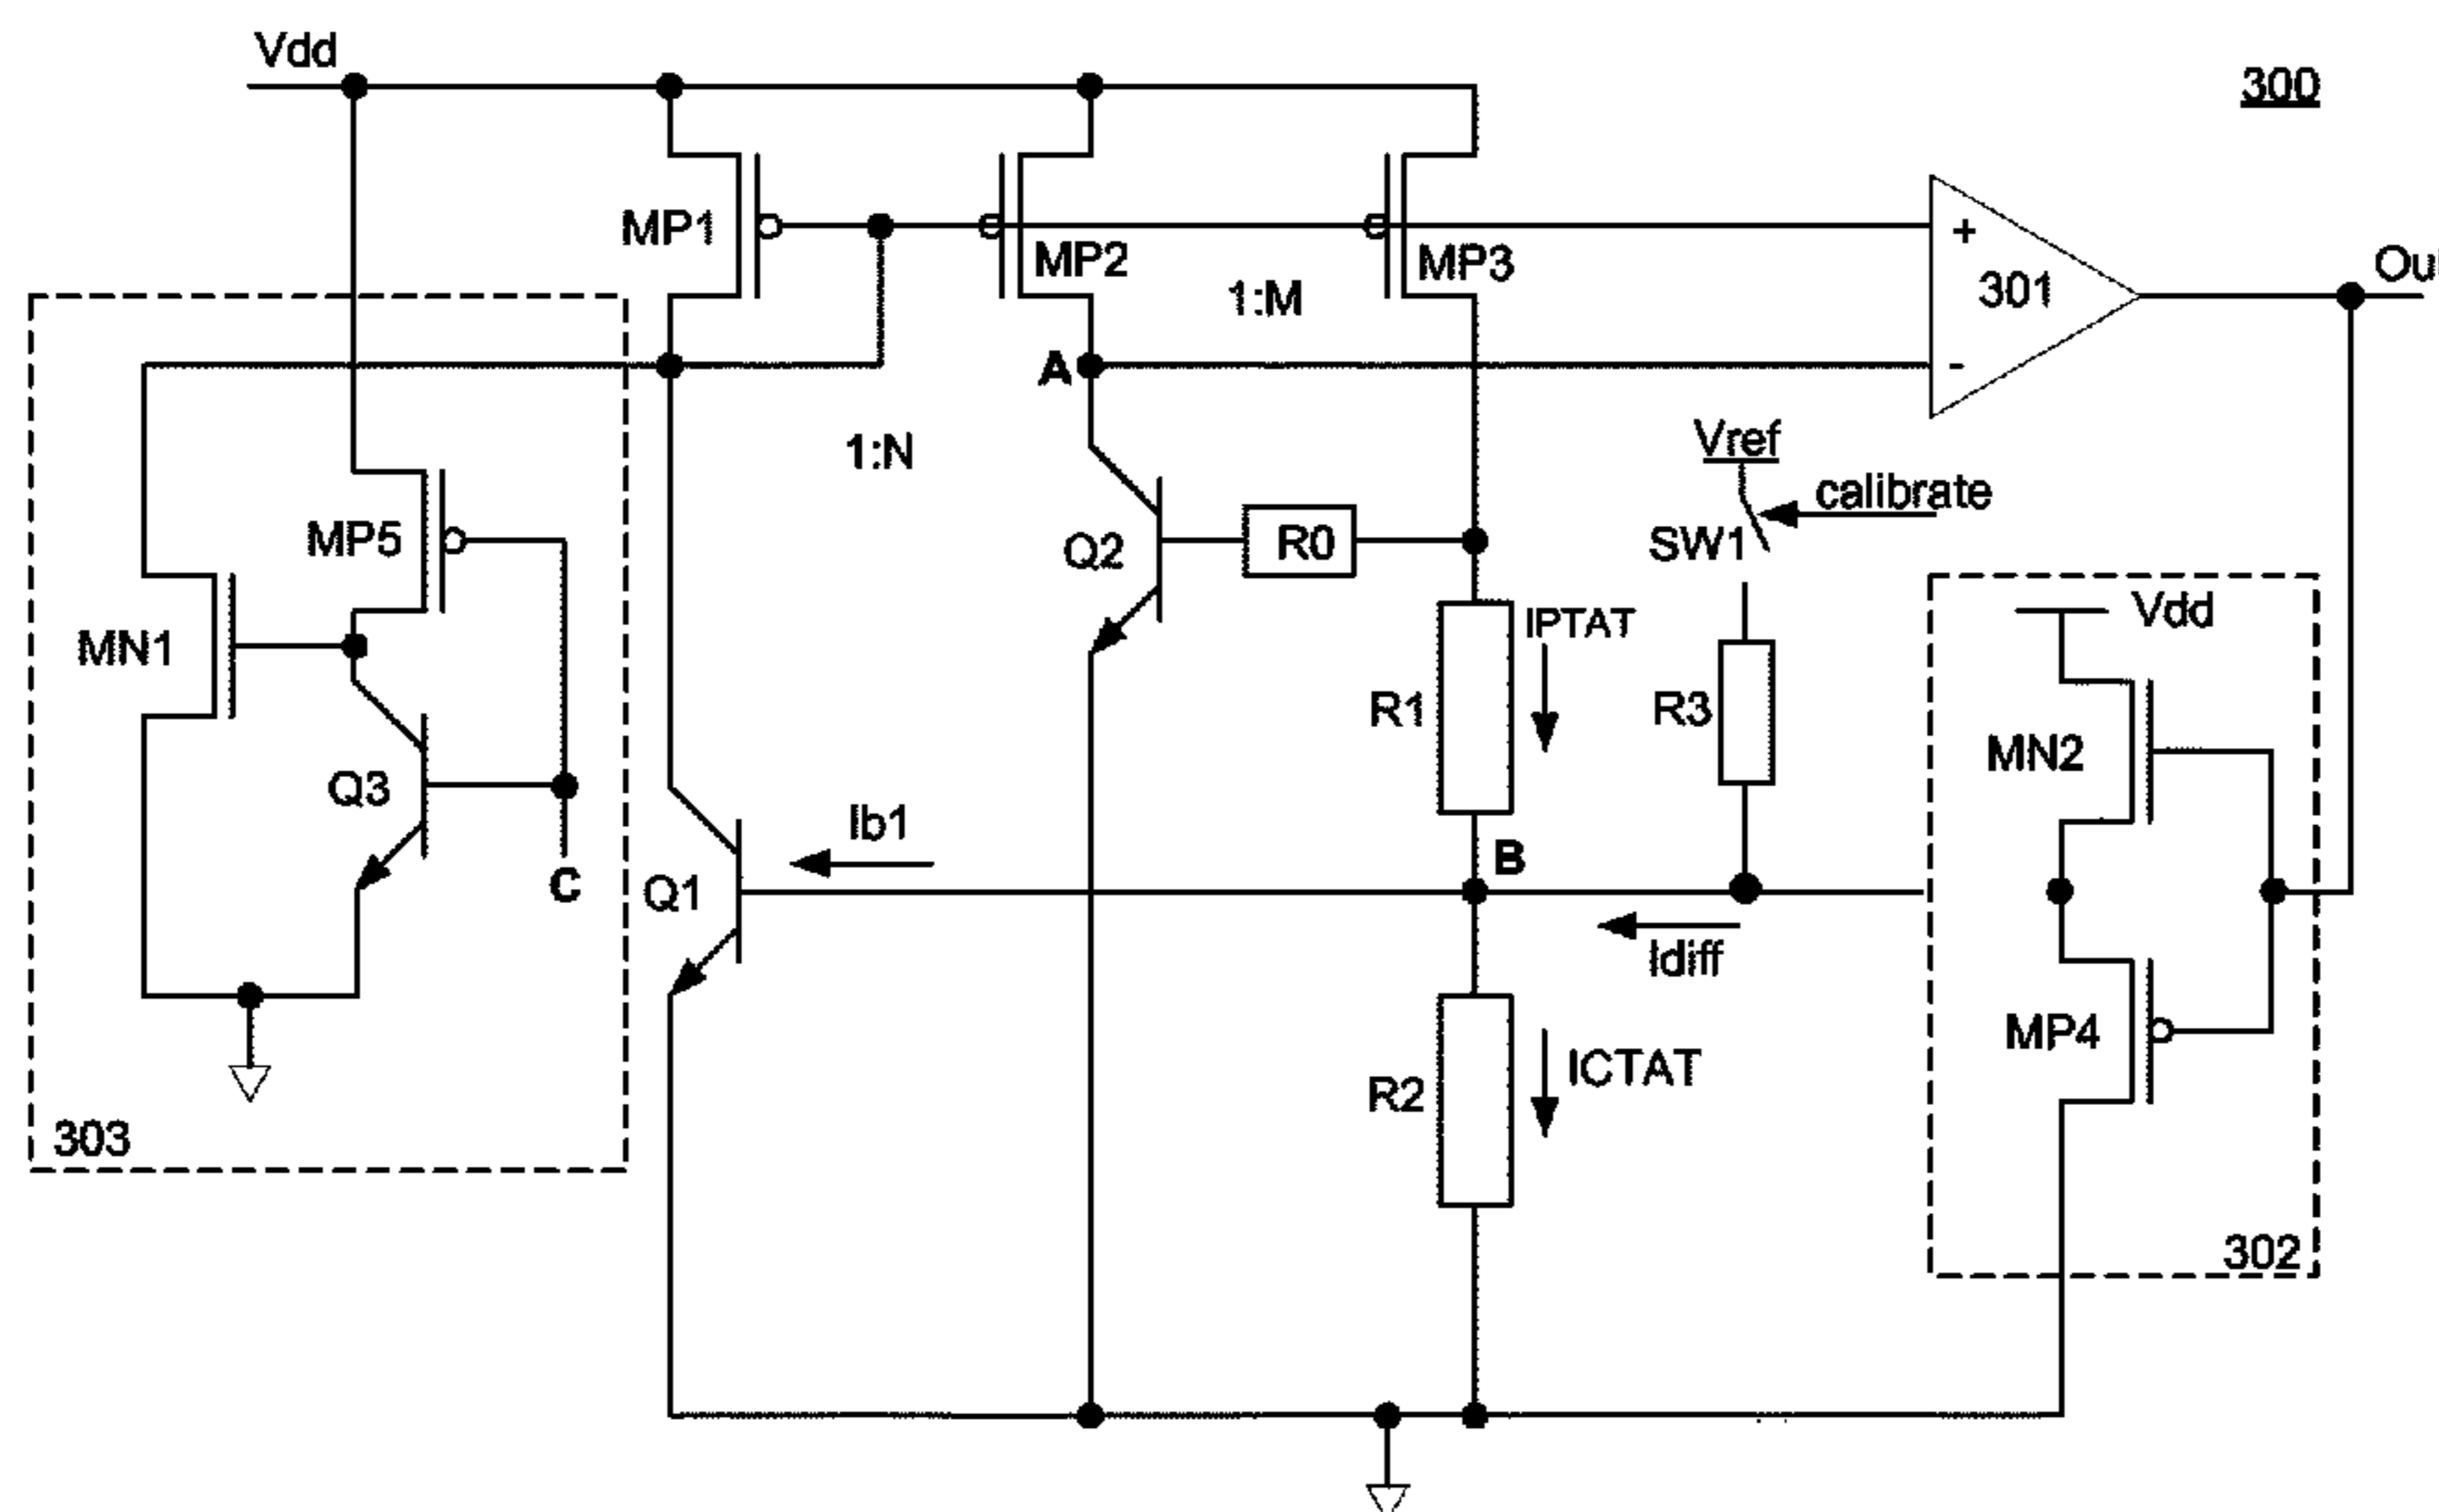 Vdd
300
MP1
MP2
MP3
+
301
Ou
1:M
A
-
1:N
Vref
calibrate
SW1
MP5
Q2
R0
IPTAT
Vdd
MN1
R1
R3
MN2
Q3
Ib1
B
C
Q1
Idiff
MP4
ICTAT
R2
303
302